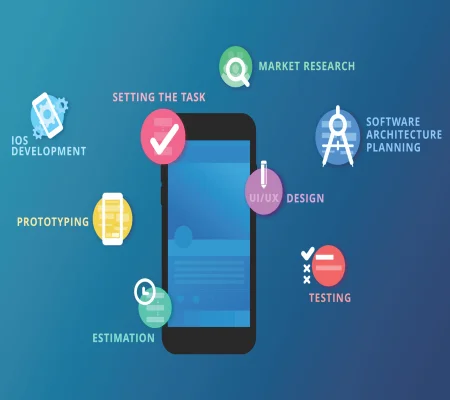 MARKET RESEARCH
SETTING THE TASK
SOFTWARE
ARCHITECTURE
PLANNING
IOS
DEVELOPMENT
UI/UX DESIGN
PROTOTYPING
TESTING
ESTIMATION